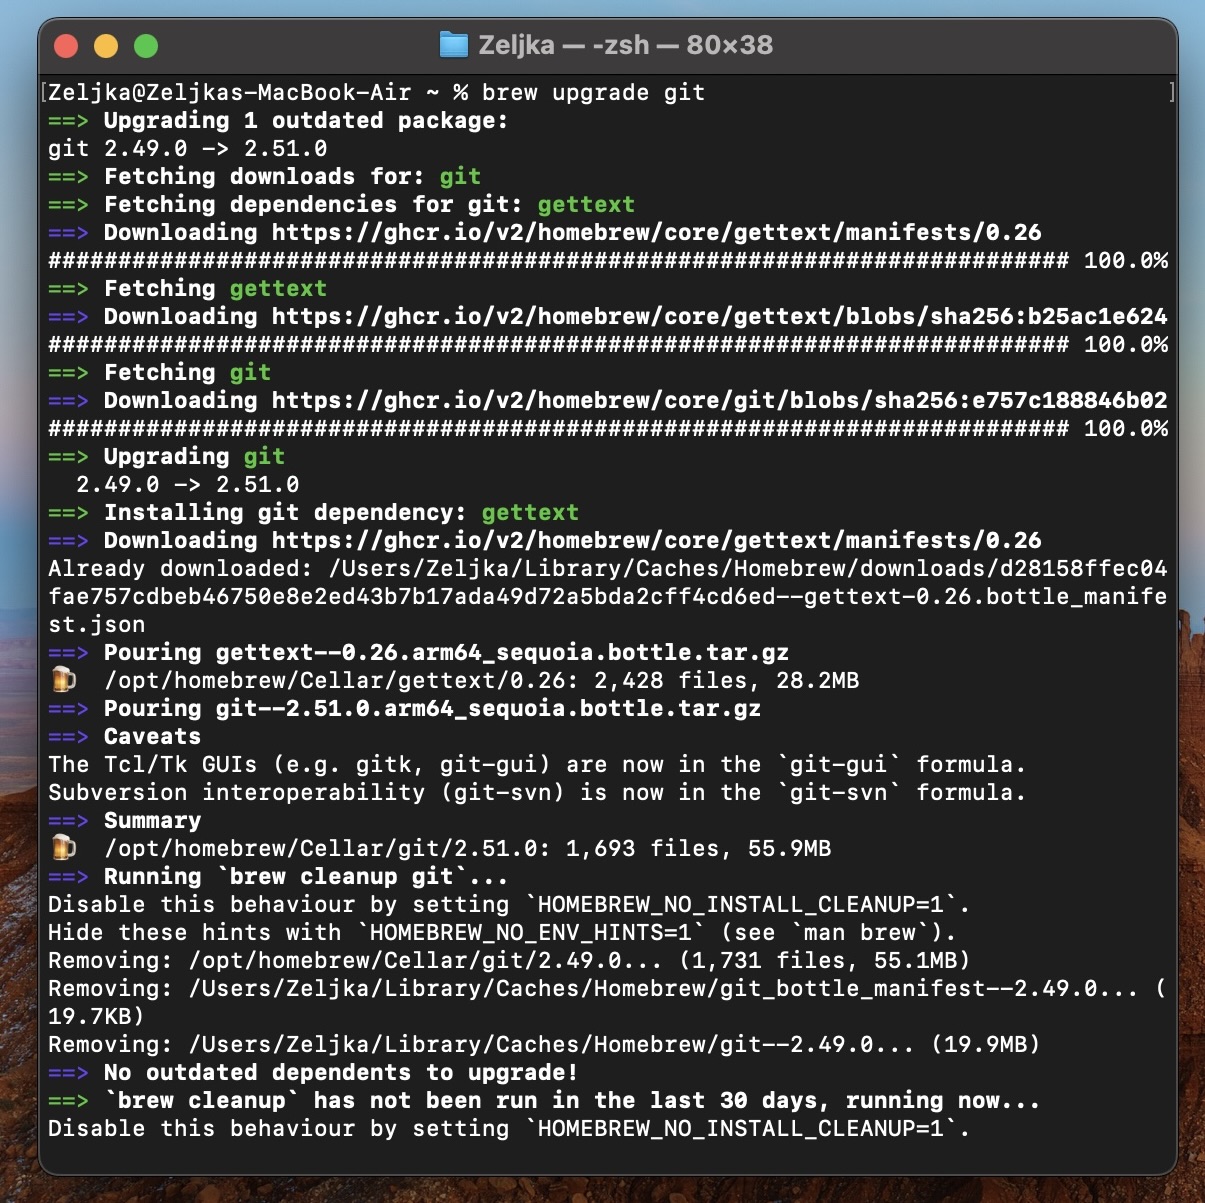 Zeljka — -zsh — 80×38
[Zeljka@Zeljkas-MacBook-Air ~ % brew upgrade git ]
==> Upgrading 1 outdated package:
git 2.49.0 -> 2.51.0
==> Fetching downloads for: git
==> Fetching dependencies for git: gettext
==> Downloading https://ghcr.io/v2/homebrew/core/gettext/manifests/0.26
######################################################################### 100.0%
==> Fetching gettext
==> Downloading https://ghcr.io/v2/homebrew/core/gettext/blobs/sha256:b25ac1e624
######################################################################### 100.0%
==> Fetching git
==> Downloading https://ghcr.io/v2/homebrew/core/git/blobs/sha256:e757c188846b02
######################################################################### 100.0%
==> Upgrading git
  2.49.0 -> 2.51.0
==> Installing git dependency: gettext
==> Downloading https://ghcr.io/v2/homebrew/core/gettext/manifests/0.26
Already downloaded: /Users/Zeljka/Library/Caches/Homebrew/downloads/d28158ffec04
fae757cdbeb46750e8e2ed43b7b17ada49d72a5bda2cff4cd6ed--gettext-0.26.bottle_manife
st.json
==> Pouring gettext--0.26.arm64_sequoia.bottle.tar.gz
🍺  /opt/homebrew/Cellar/gettext/0.26: 2,428 files, 28.2MB
==> Pouring git--2.51.0.arm64_sequoia.bottle.tar.gz
==> Caveats
The Tcl/Tk GUIs (e.g. gitk, git-gui) are now in the `git-gui` formula.
Subversion interoperability (git-svn) is now in the `git-svn` formula.
==> Summary
🍺  /opt/homebrew/Cellar/git/2.51.0: 1,693 files, 55.9MB
==> Running `brew cleanup git`...
Disable this behaviour by setting `HOMEBREW_NO_INSTALL_CLEANUP=1`.
Hide these hints with `HOMEBREW_NO_ENV_HINTS=1` (see `man brew`).
Removing: /opt/homebrew/Cellar/git/2.49.0... (1,731 files, 55.1MB)
Removing: /Users/Zeljka/Library/Caches/Homebrew/git_bottle_manifest--2.49.0... (
19.7KB)
Removing: /Users/Zeljka/Library/Caches/Homebrew/git--2.49.0... (19.9MB)
==> No outdated dependents to upgrade!
==> `brew cleanup` has not been run in the last 30 days, running now...
Disable this behaviour by setting `HOMEBREW_NO_INSTALL_CLEANUP=1`.